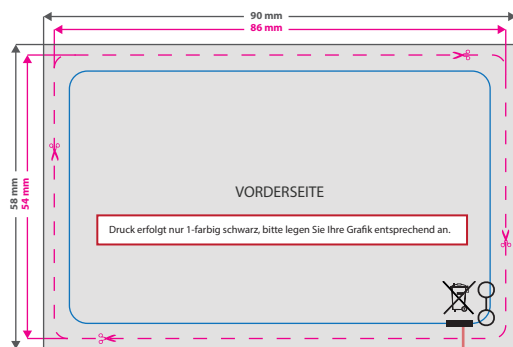 90 mm
86 mm
58 mm
54 mm
VORDERSEITE
Druck erfolgt nur 1-farbig schwarz, bitte legen Sie Ihre Grafik entsprechend an.